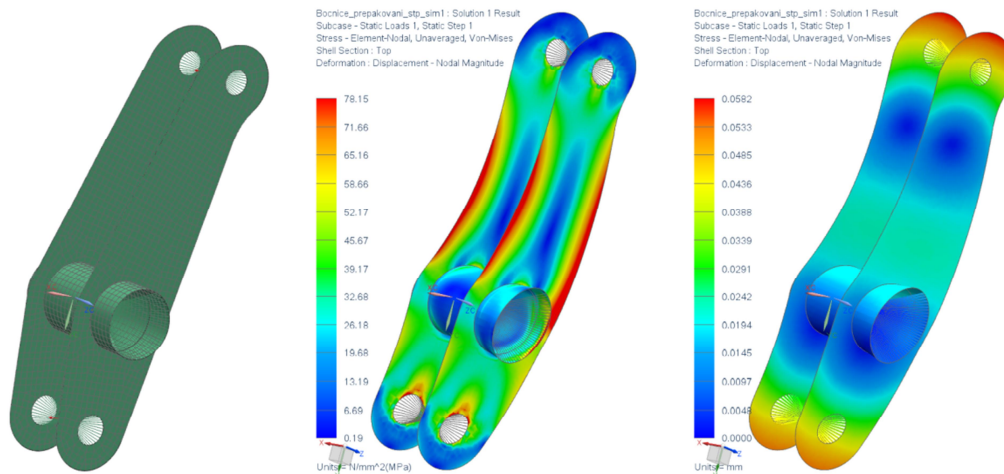 Bocnice_prepakovani_stp_sim1 : Solution 1 Result
Subcase - Static Loads 1, Static Step 1
Stress - Element-Nodal, Unaveraged, Von-Mises
Shell Section : Top
Deformation : Displacement - Nodal Magnitude
78.15
71.66
65.16
58.66
52.17
45.67
39.17
32.68
26.18
19.68
13.19
6.69
0.19
Units = N/mm^2(MPa)
Bocnice_prepakovani_stp_sim1 : Solution 1 Result
Subcase - Static Loads 1, Static Step 1
Stress - Element-Nodal, Unaveraged, Von-Mises
Shell Section : Top
Deformation : Displacement - Nodal Magnitude
0.0582
0.0533
0.0485
0.0436
0.0388
0.0339
0.0291
0.0242
0.0194
0.0145
0.0097
0.0048
0.0000
Units = mm